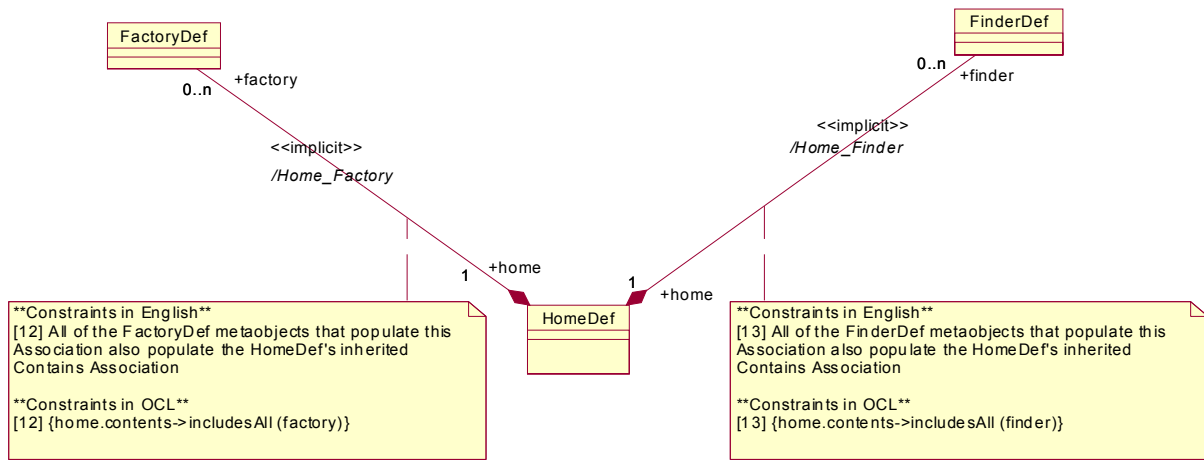 FactoryDef
FinderDef
0..n
+factory
0..n
+finder
<<implicit>>
/Home_Factory
<<implicit>>
/Home_Finder
1
+home
1
+home
HomeDef
**Constraints in English**
[12] All of the FactoryDef metaobjects that populate this
Association also populate the HomeDef's inherited
Contains Association
**Constraints in OCL**
[12] {home.contents->includesAll (factory)}
**Constraints in English**
[13] All of the FinderDef metaobjects that populate this
Association also populate the HomeDef's inherited
Contains Association
**Constraints in OCL**
[13] {home.contents->includesAll (finder)}